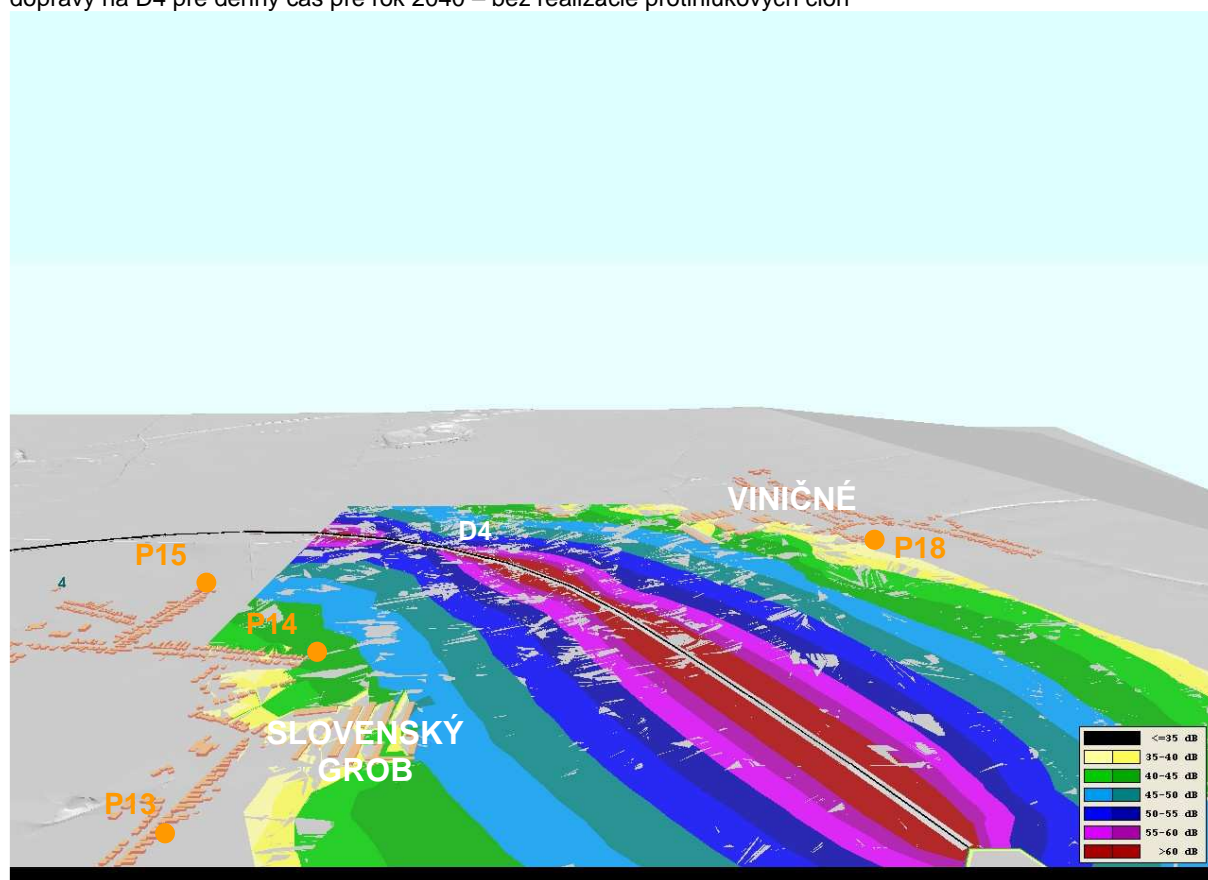 dopravy na D4 pre denný čas pre rok 2040 – bez realizácie protihlukových clôn
VINIČNÉ
D4
P18
P15
4
P14
SLOVENSKÝ
GROB
P13
<=35 dB
35-40 dB
40-45 dB
45-50 dB
50-55 dB
55-60 dB
>60 dB